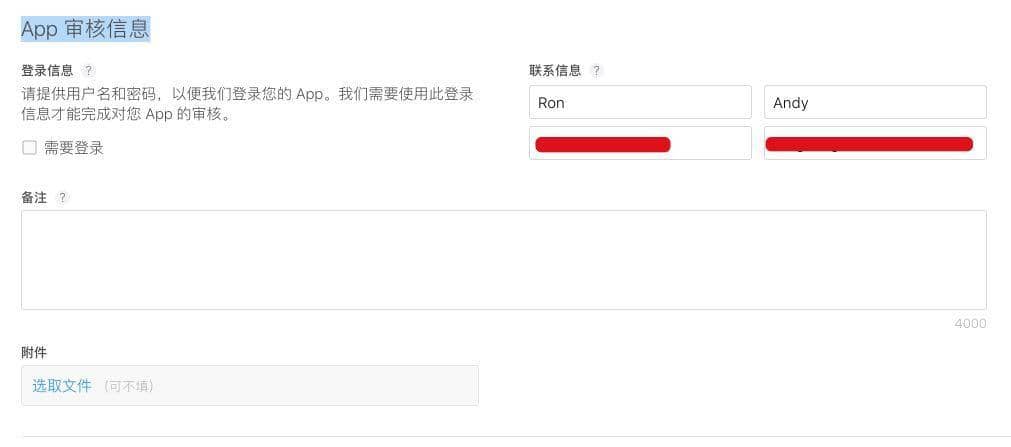 App 审核信息
登录信息 ?
请提供用户名和密码，以便我们登录您的 App。我们需要使用此登录
信息才能完成对您 App 的审核。
需要登录
联系信息 ?
Ron
Andy
备注 ?
4000
附件
选取文件 （可不填）